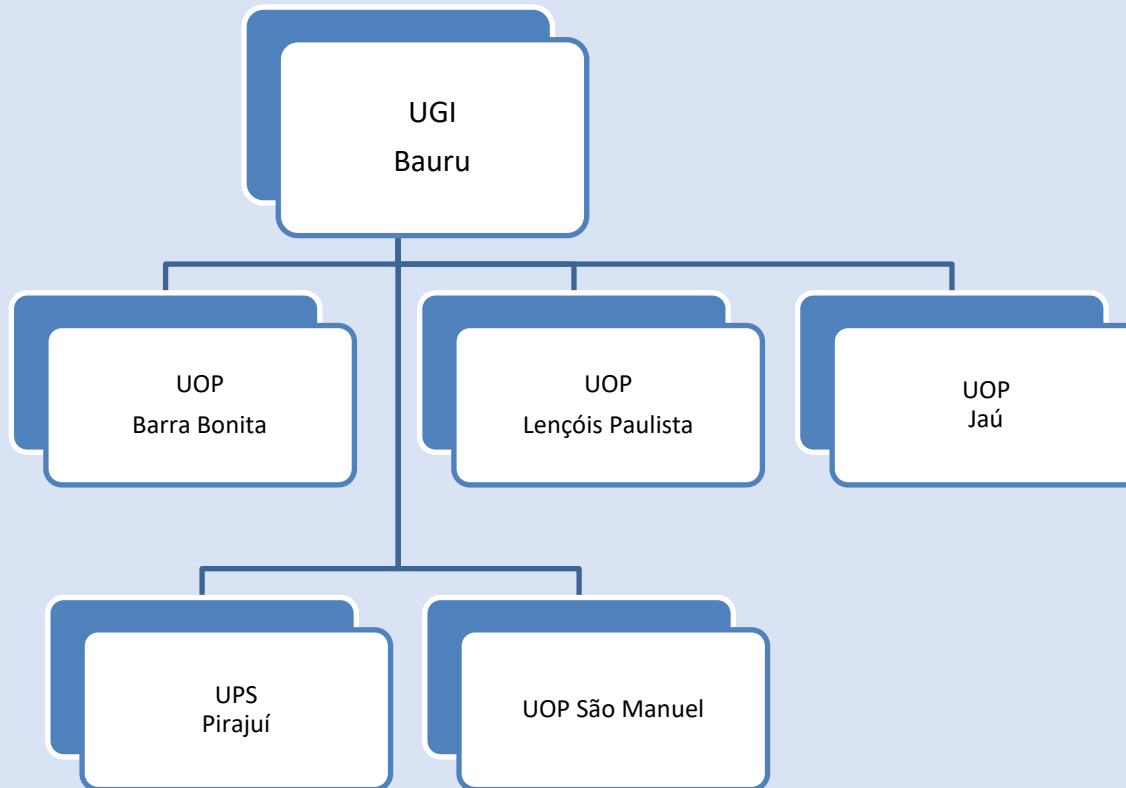 UGI
Bauru
UOP
Barra Bonita
UOP
Lençóis Paulista
UOP
Jaú
UPS
Pirajuí
UOP São Manuel